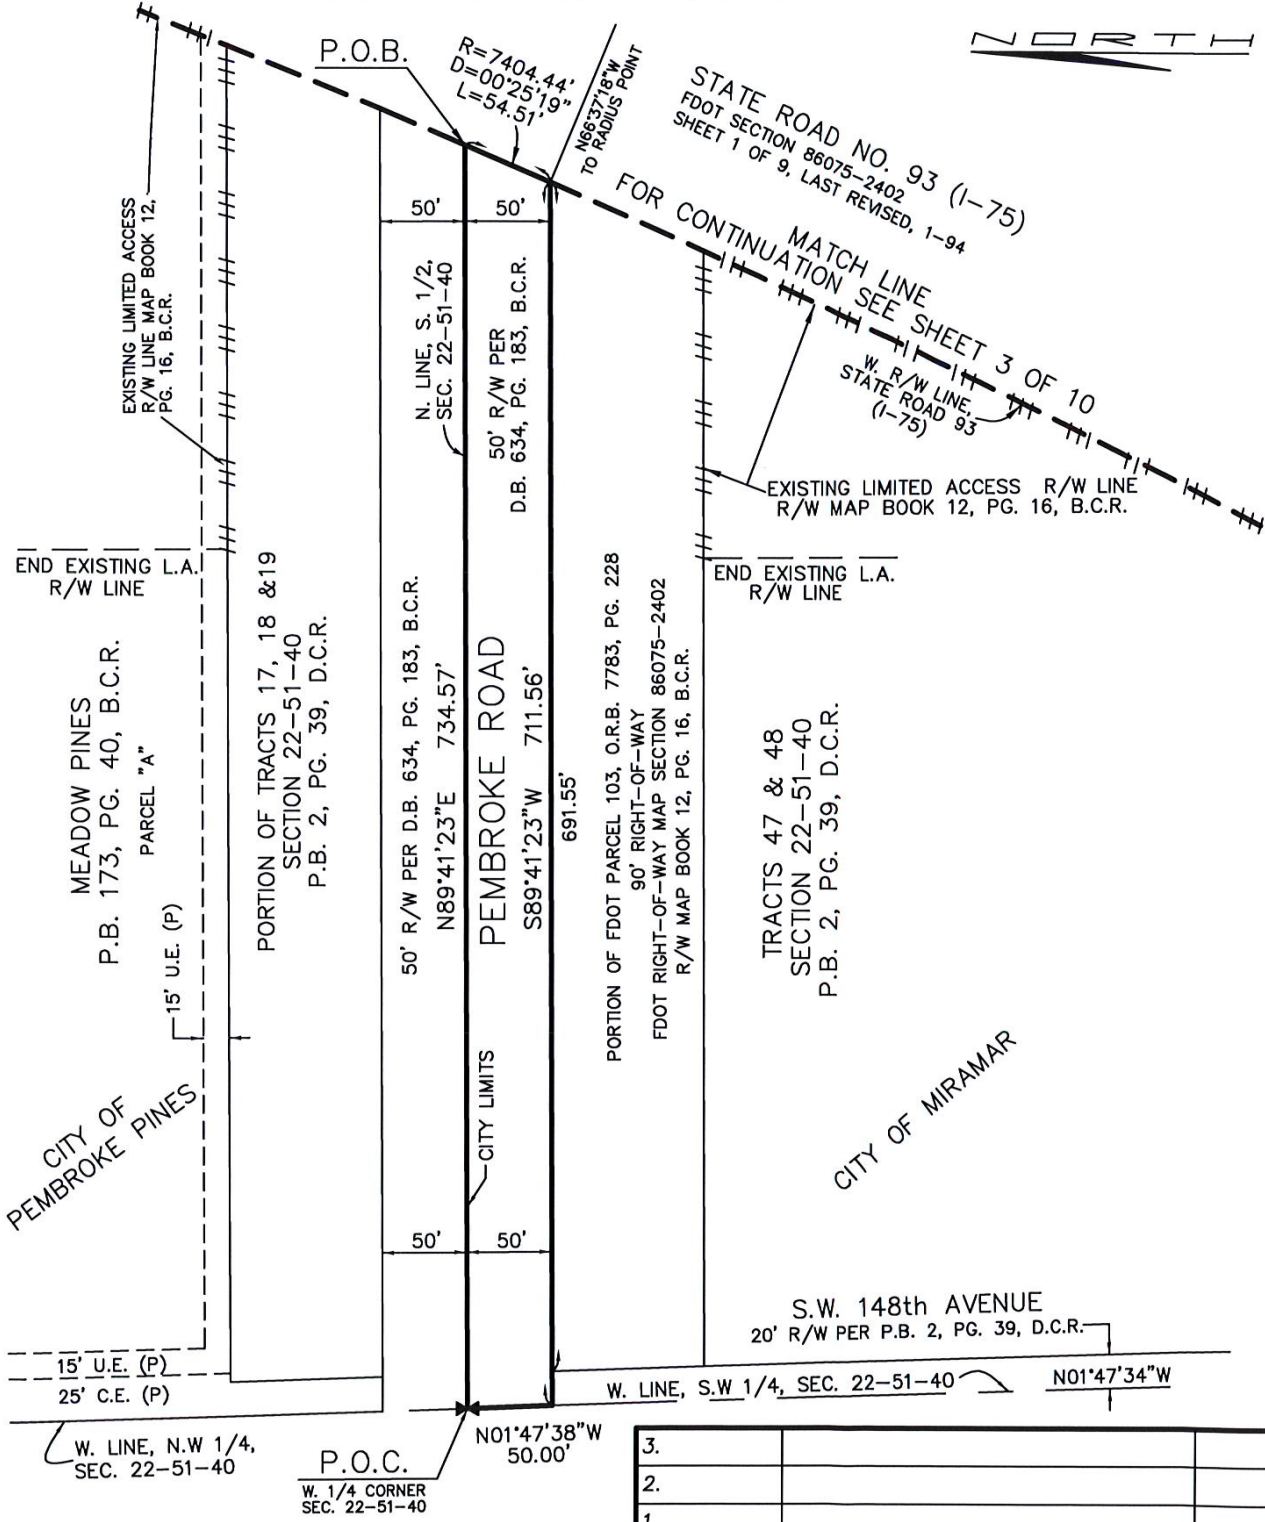 NORTH
P.O.B.
R=7404.44'
D=00°25'19"
L=54.51'
N66°37'18"W
TO RADIUS POINT
STATE ROAD NO. 93 (I-75)
FDOT SECTION 86075-2402
SHEET 1 OF 9, LAST REVISED, 1-94
MATCH LINE
FOR CONTINUATION SEE SHEET 3 OF 10
W. R/W LINE,
STATE ROAD 93
(I-75)
EXISTING LIMITED ACCESS
R/W LINE MAP BOOK 12,
PG. 16, B.C.R.
50'
50'
N. LINE, S. 1/2,
SEC. 22-51-40
50' R/W PER
D.B. 634, PG. 183, B.C.R.
EXISTING LIMITED ACCESS R/W LINE
R/W MAP BOOK 12, PG. 16, B.C.R.
END EXISTING L.A.
R/W LINE
END EXISTING L.A.
R/W LINE
MEADOW PINES
P.B. 173, PG. 40, B.C.R.
PARCEL "A"
15' U.E. (P)
PORTION OF TRACTS 17, 18 &19
SECTION 22-51-40
P.B. 2, PG. 39, D.C.R.
50' R/W PER D.B. 634, PG. 183, B.C.R.
N89°41'23"E 734.57'
PEMBROKE ROAD
S89°41'23"W 711.56'
691.55'
PORTION OF FDOT PARCEL 103, O.R.B. 7783, PG. 228
90' RIGHT-OF-WAY
FDOT RIGHT-OF-WAY MAP SECTION 86075-2402
R/W MAP BOOK 12, PG. 16, B.C.R.
TRACTS 47 & 48
SECTION 22-51-40
P.B. 2, PG. 39, D.C.R.
CITY OF
PEMBROKE PINES
CITY LIMITS
CITY OF MIRAMAR
50'
50'
S.W. 148th AVENUE
20' R/W PER P.B. 2, PG. 39, D.C.R.
15' U.E. (P)
25' C.E. (P)
W. LINE, S.W 1/4, SEC. 22-51-40
N01°47'34"W
W. LINE, N.W 1/4,
SEC. 22-51-40
N01°47'38"W
50.00'
P.O.C.
W. 1/4 CORNER
SEC. 22-51-40
3.
2.
1.